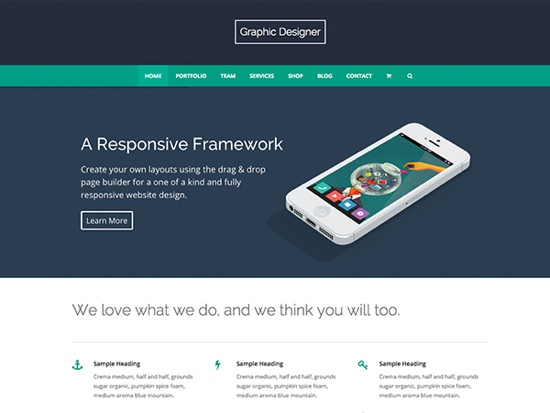 Graphic Designer
HOME PORTFOLIO TEAM SERVICES SHOP BLOG CONTACT
A Responsive Framework
Create your own layouts using the drag & drop
page builder for a one of a kind and fully
responsive website design.
Learn More
We love what we do, and we think you will too.
Sample Heading
Crema medium, half and half, grounds
sugar organic, pumpkin spice foam,
medium aroma blue mountain.
Sample Heading
Crema medium, half and half, grounds
sugar organic, pumpkin spice foam,
medium aroma blue mountain.
Sample Heading
Crema medium, half and half, grounds
sugar organic, pumpkin spice foam,
medium aroma blue mountain.